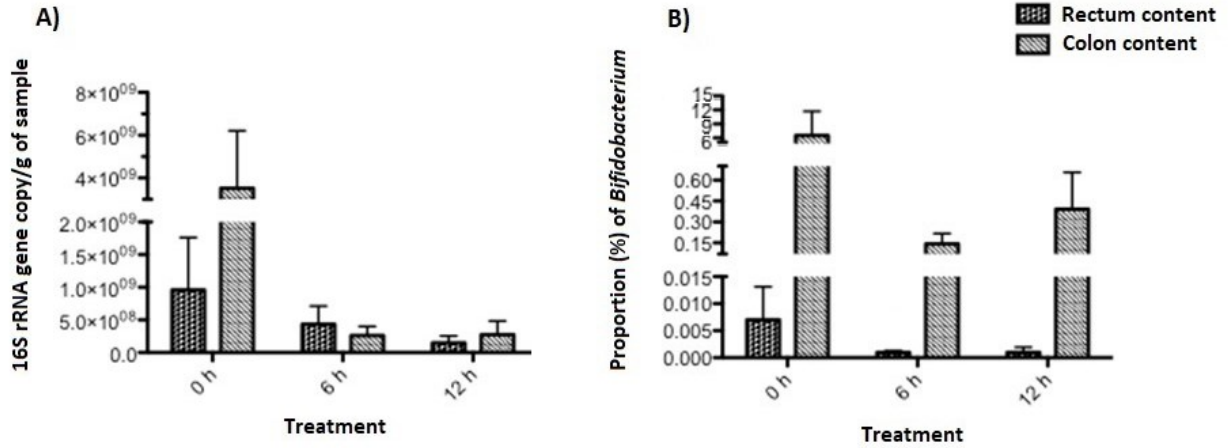 A)
16S rRNA gene copy/g of sample
8×10⁰⁹
6×10⁰⁹
4×10⁰⁹
2.0×10⁰⁹
1.5×10⁰⁹
1.0×10⁰⁹
5.0×10⁰⁸
0.0
0 h
6 h
12 h
Treatment
B)
Rectum content
Colon content
Proportion (%) of Bifidobacterium
15
12
9
6
0.60
0.45
0.30
0.15
0.015
0.010
0.005
0.000
0 h
6 h
12 h
Treatment